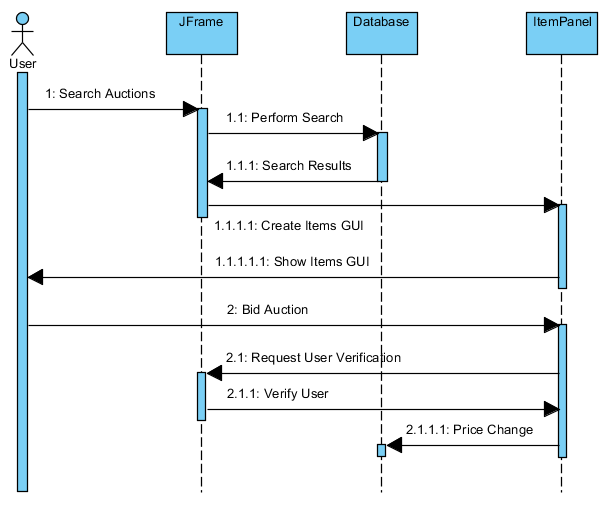 JFrame
Database
ItemPanel
User
1: Search Auctions
1.1: Perform Search
1.1.1: Search Results
1.1.1.1: Create Items GUI
1.1.1.1.1: Show Items GUI
2: Bid Auction
2.1: Request User Verification
2.1.1: Verify User
2.1.1.1: Price Change